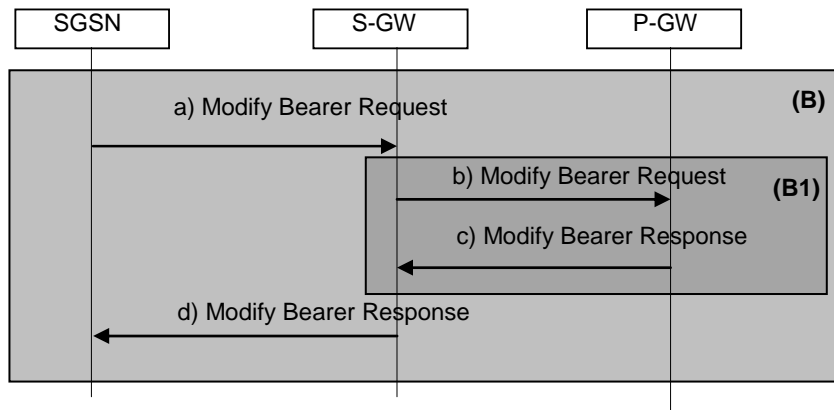 SGSN
S-GW
P-GW
(B)
a) Modify Bearer Request
b) Modify Bearer Request
(B1)
c) Modify Bearer Response
d) Modify Bearer Response